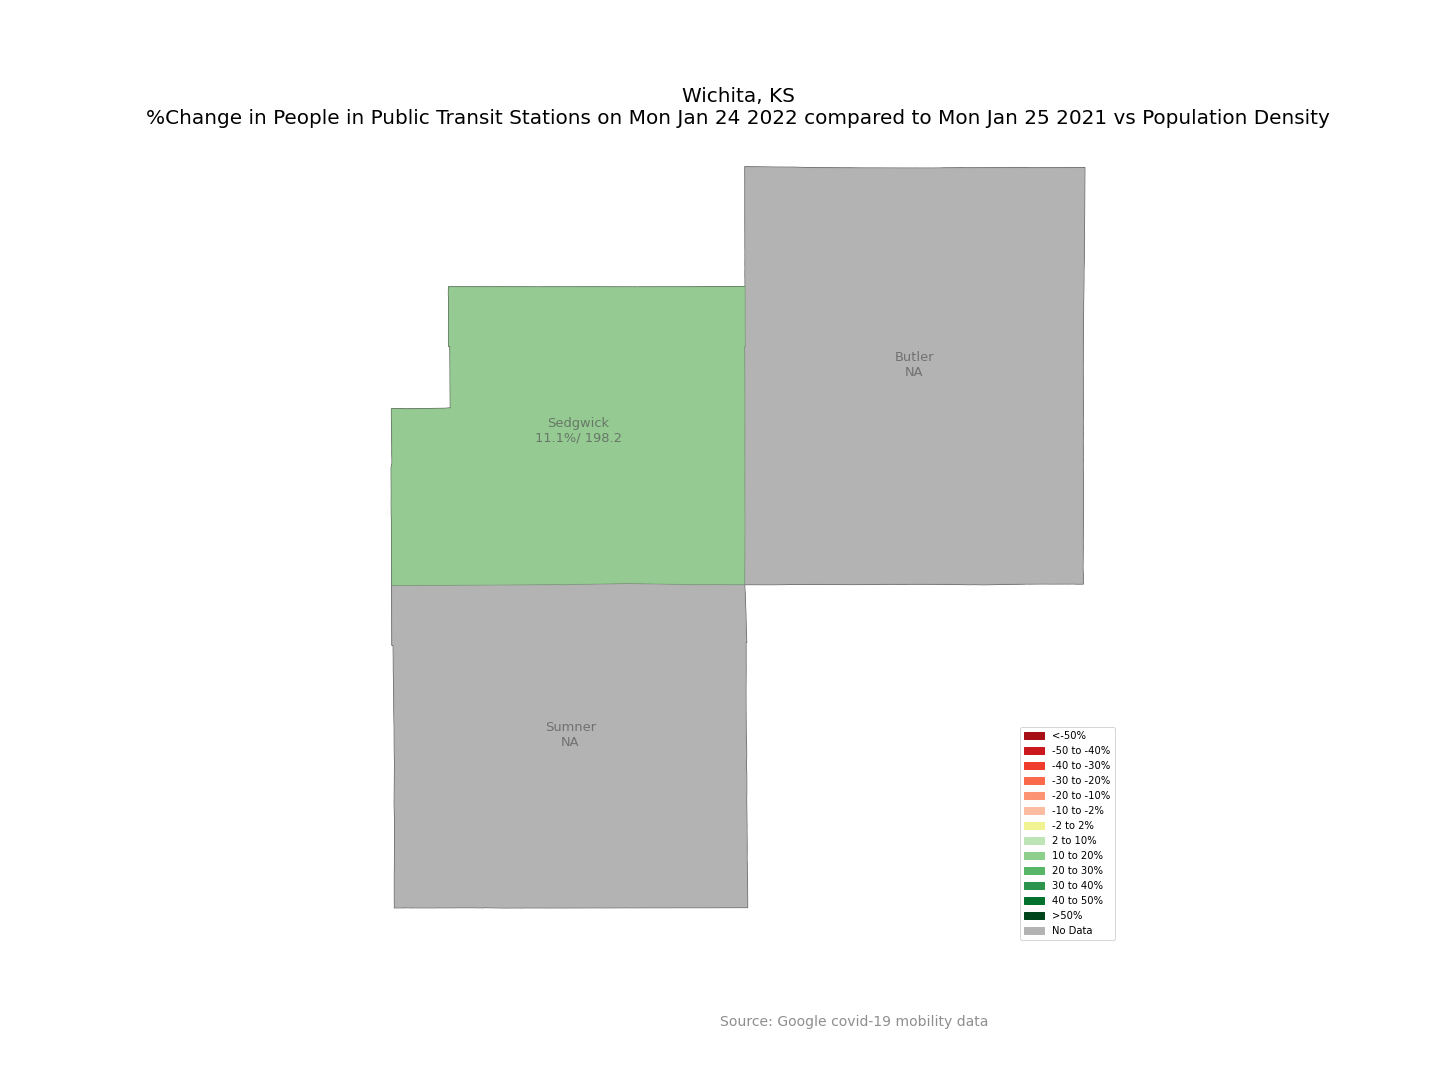 Wichita, KS
%Change in People in Public Transit Stations on Mon Jan 24 2022 compared to Mon Jan 25 2021 vs Population Density
Butler
NA
Sedgwick
11.1%/ 198.2
Sumner
NA
<-50%
-50 to -40%
-40 to -30%
-30 to -20%
-20 to -10%
-10 to -2%
-2 to 2%
2 to 10%
10 to 20%
20 to 30%
30 to 40%
40 to 50%
>50%
No Data
Source: Google covid-19 mobility data